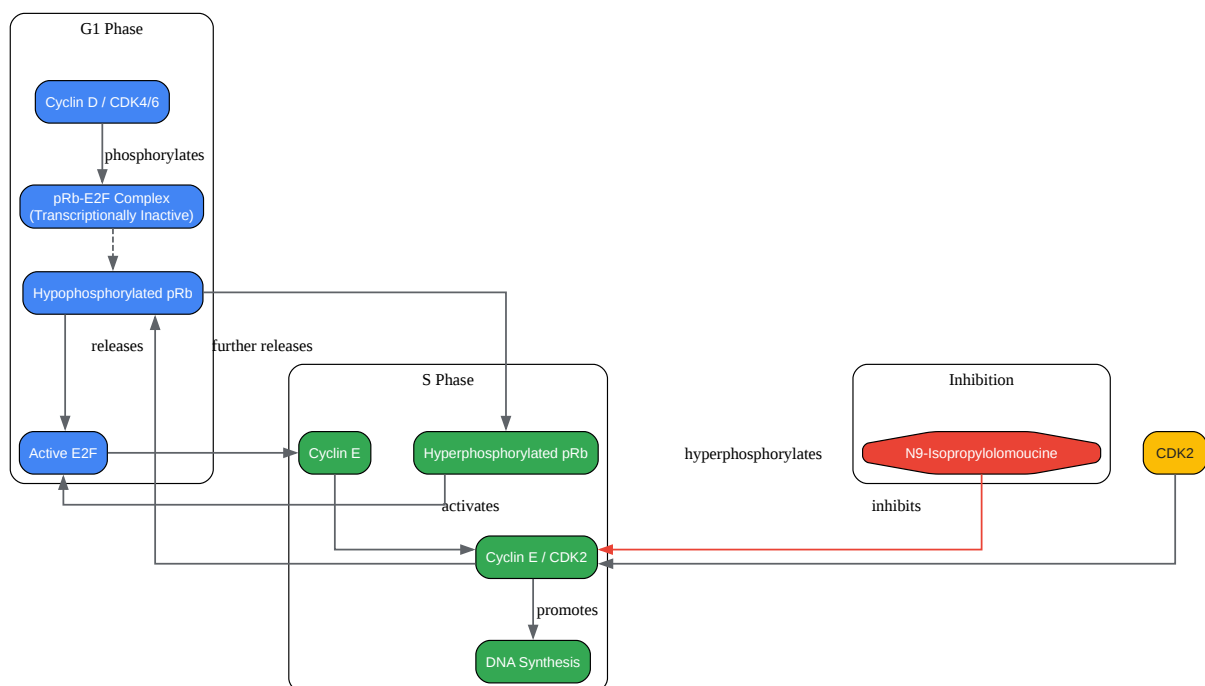 G1 Phase
Cyclin D / CDK4/6
phosphorylates
pRb-E2F Complex
(Transcriptionally Inactive)
Hypophosphorylated pRb
releases
further releases
S Phase
Inhibition
Active E2F
Cyclin E
Hyperphosphorylated pRb
hyperphosphorylates
N9-Isopropylolomoucine
CDK2
activates
inhibits
Cyclin E / CDK2
promotes
DNA Synthesis